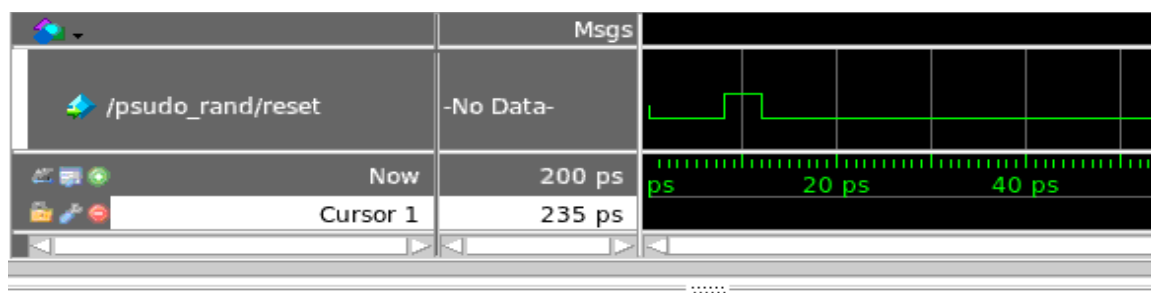 Msgs
/psudo_rand/reset -No Data-
Now 200 ps
ps 20 ps 40 ps
Cursor 1 235 ps